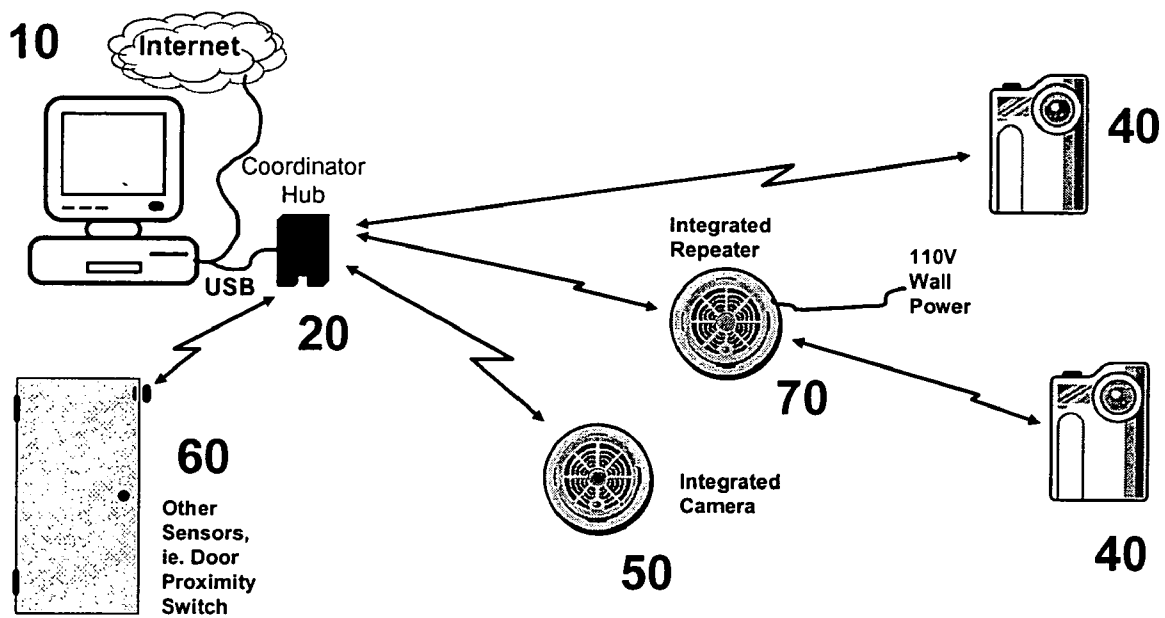 10
Internet
Coordinator
Hub
USB
20
40
Integrated
Repeater
110V
Wall
Power
70
40
60
Other
Sensors,
ie. Door
Proximity
Switch
Integrated
Camera
50